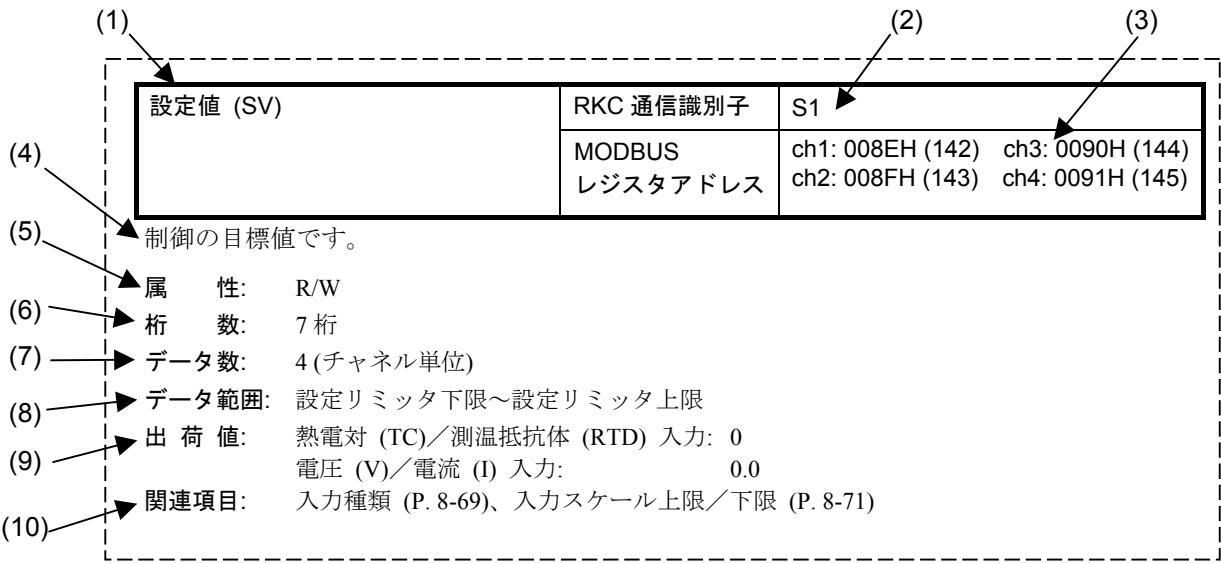 (1) (2) (3)
設定値 (SV) RKC 通信識別子 S1
MODBUS ch1: 008EH (142) ch3: 0090H (144)
レジスタアドレス ch2: 008FH (143) ch4: 0091H (145)
(4) 制御の目標値です。
(5) 属 性: R/W
(6) 桁 数: 7 桁
(7) データ数: 4 (チャネル単位)
(8) データ範囲: 設定リミッタ下限～設定リミッタ上限
(9) 出 荷 値: 熱電対 (TC)／測温抵抗体 (RTD) 入力: 0
電圧 (V)／電流 (I) 入力: 0.0
(10) 関連項目: 入力種類 (P. 8-69)、入力スケール上限／下限 (P. 8-71)